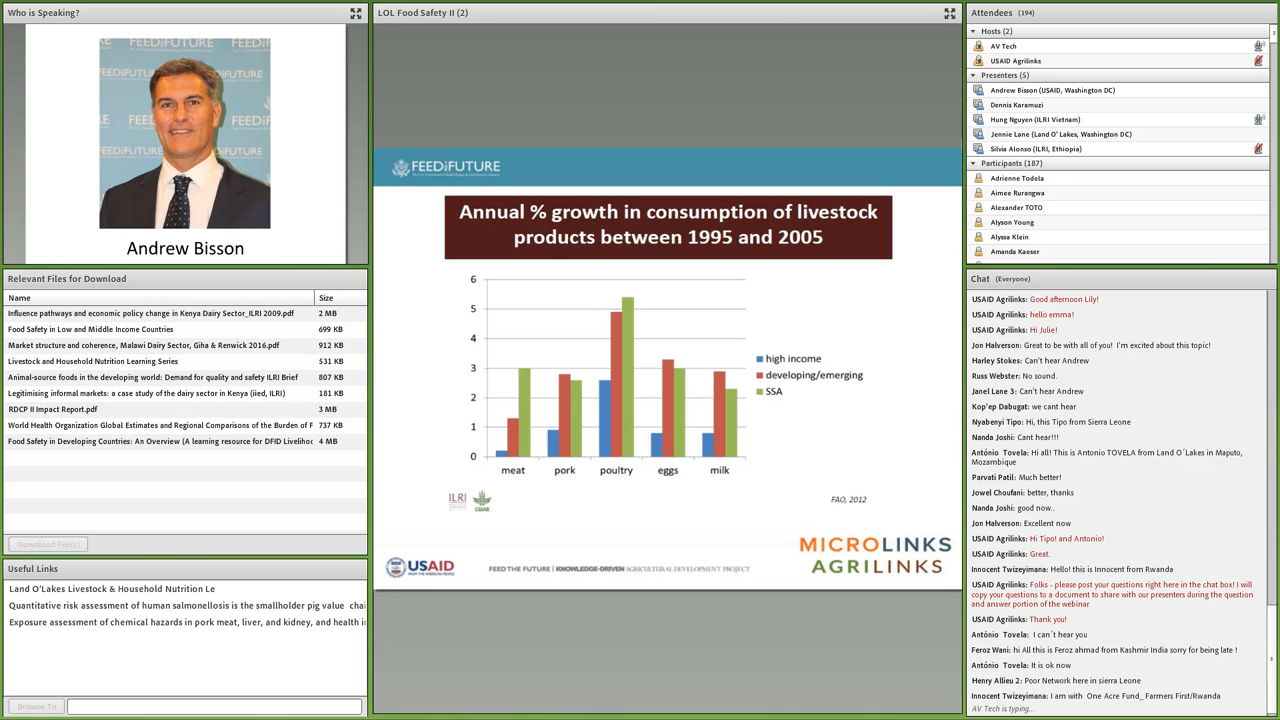 Who is Speaking?
FEED FUTURE
FEED
FUTURE
Andrew Bisson
Relevant Files for Download
Name Size
Influence pathways and economic policy change in Kenya Dairy Sector_ILRI 2009.pdf 2 MB
Food Safety in Low and Middle Income Countries 699 KB
Market structure and coherence, Malawi Dairy Sector, Giha & Renwick 2016.pdf 912 KB
Livestock and Household Nutrition Learning Series 531 KB
Animal-source foods in the developing world: Demand for quality and safety ILRI Brief 807 KB
Legitimising informal markets: a case study of the dairy sector in Kenya (iied, ILRI) 181 KB
RDCP II Impact Report.pdf 3 MB
World Health Organization Global Estimates and Regional Comparisons of the Burden of F 737 KB
Food Safety in Developing Countries: An Overview (A learning resource for DFID Livelihoo 4 MB
Download File(s)
Useful Links
Land O'Lakes Livestock & Household Nutrition Le
Quantitative risk assessment of human salmonellosis is the smallholder pig value chai
Exposure assessment of chemical hazards in pork meat, liver, and kidney, and health i
Browse To
LOL Food Safety II (2)
FEED FUTURE
Annual % growth in consumption of livestock
products between 1995 and 2005
6
5
4
3
2
1
0
meat pork poultry eggs milk
high income
developing/emerging
SSA
ILRI
CGIAR
FAO, 2012
MICROLINKS
AGRILINKS
USAID
FROM THE AMERICAN PEOPLE
FEED THE FUTURE | KNOWLEDGE-DRIVEN AGRICULTURAL DEVELOPMENT PROJECT
Attendees (194)
Hosts (2)
AV Tech
USAID Agrilinks
Presenters (5)
Andrew Bisson (USAID, Washington DC)
Dennis Karamuzi
Hung Nguyen (ILRI Vietnam)
Jennie Lane (Land O' Lakes, Washington DC)
Silvia Alonso (ILRI, Ethiopia)
Participants (187)
Adrienne Todela
Aimee Rurangwa
Alexander TOTO
Alyson Young
Alyssa Klein
Amanda Kaeser
Chat (Everyone)
USAID Agrilinks: Good afternoon Lily!
USAID Agrilinks: hello emma!
USAID Agrilinks: Hi Julie!
Jon Halverson: Great to be with all of you! I'm excited about this topic!
Harley Stokes: Can't hear Andrew
Russ Webster: No sound.
Janel Lane 3: Can't hear Andrew
Kop'ep Dabugat: we cant hear
Nyabenyi Tipo: Hi, this Tipo from Sierra Leone
Nanda Joshi: Cant hear!!!
António Tovela: Hi all! This is Antonio TOVELA from Land O´Lakes in Maputo,
Mozambique
Parvati Patil: Much better!
Jowel Choufani: better, thanks
Nanda Joshi: good now..
Jon Halverson: Excellent now
USAID Agrilinks: Hi Tipo! and Antonio!
USAID Agrilinks: Great.
Innocent Twizeyimana: Hello! this is Innocent from Rwanda
USAID Agrilinks: Folks - please post your questions right here in the chat box! I will
copy your questions to a document to share with our presenters during the question
and answer portion of the webinar
USAID Agrilinks: Thank you!
António Tovela: I can´t hear you
Feroz Wani: hi All this is Feroz ahmad from Kashmir India sorry for being late !
António Tovela: It is ok now
Henry Allieu 2: Poor Network here in sierra Leone
Innocent Twizeyimana: I am with One Acre Fund_ Farmers First/Rwanda
AV Tech is typing...